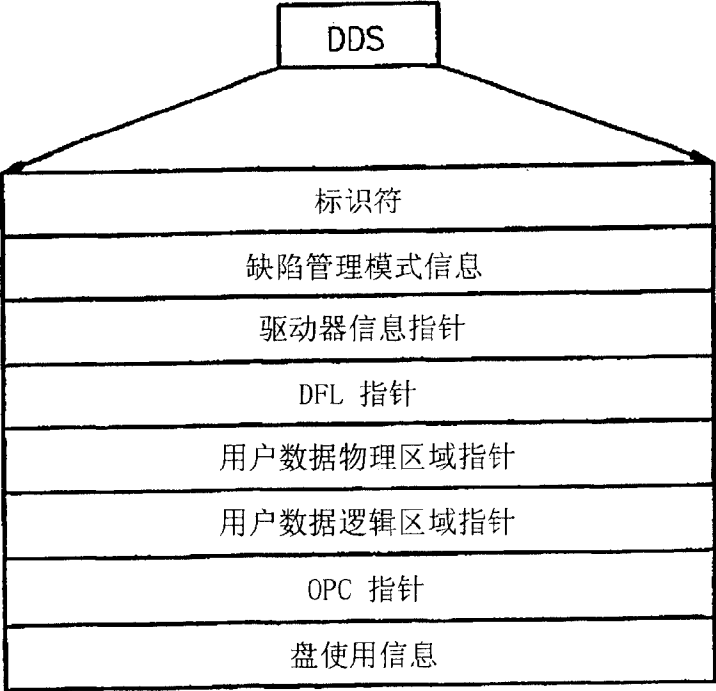 DDS
标识符
缺陷管理模式信息
驱动器信息指针
DFL 指针
用户数据物理区域指针
用户数据逻辑区域指针
OPC 指针
盘使用信息